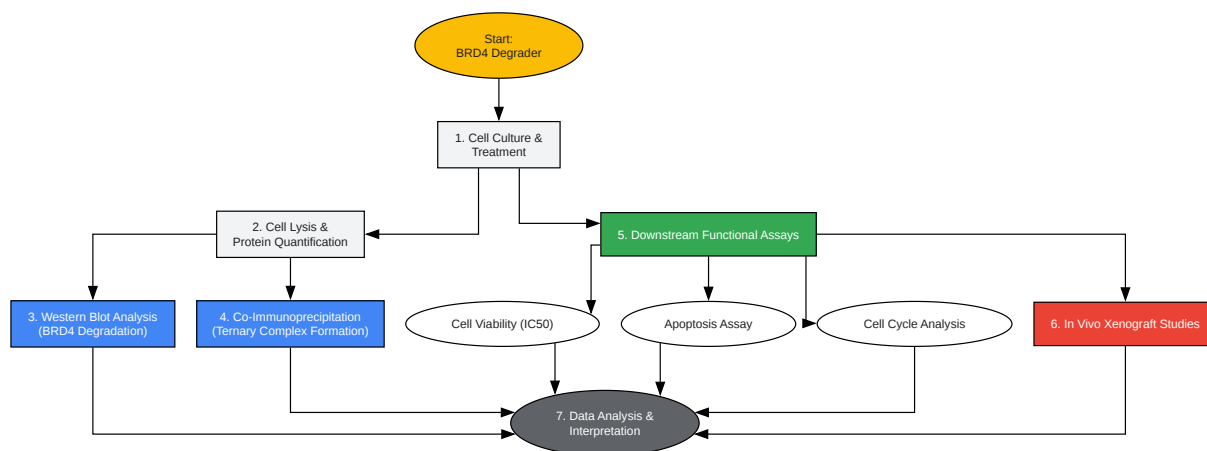 Start:
BRD4 Degrader
1. Cell Culture &
Treatment
2. Cell Lysis &
Protein Quantification
5. Downstream Functional Assays
3. Western Blot Analysis
(BRD4 Degradation)
4. Co-Immunoprecipitation
(Ternary Complex Formation)
Cell Viability (IC50)
Apoptosis Assay
Cell Cycle Analysis
6. In Vivo Xenograft Studies
7. Data Analysis &
Interpretation